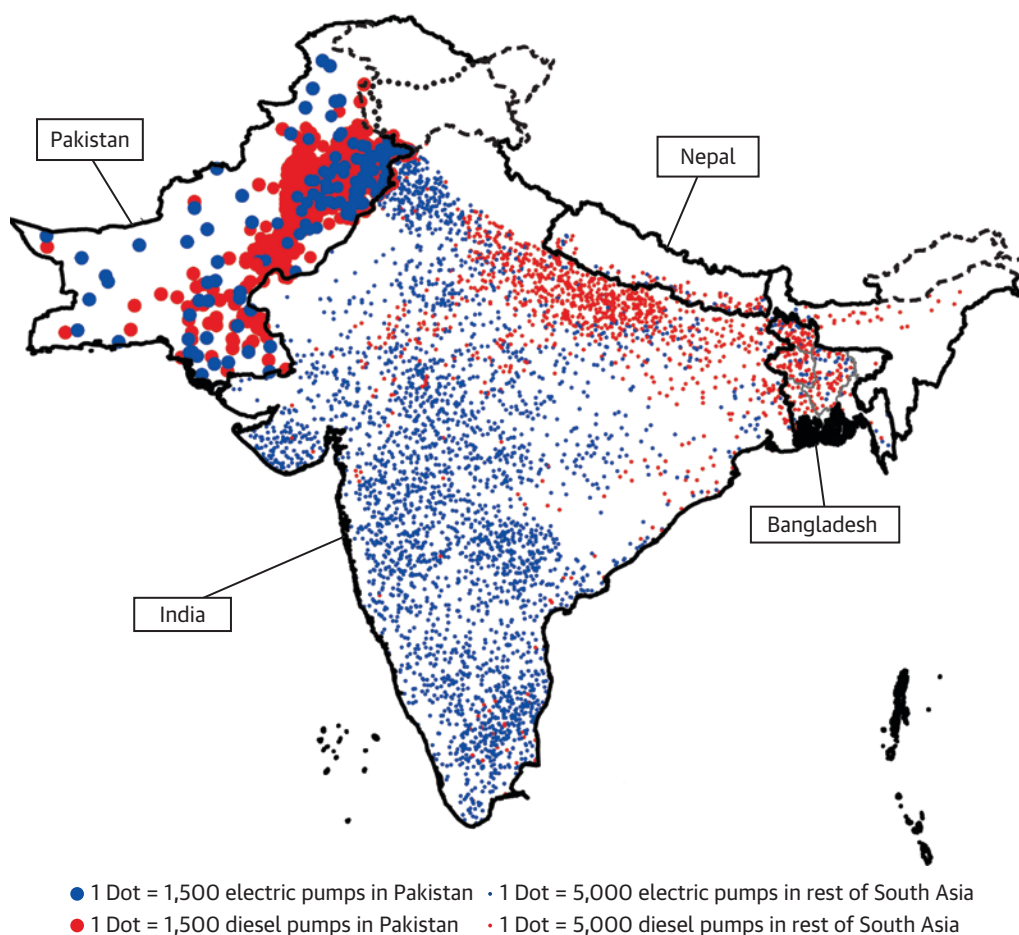 Pakistan
Nepal
Bangladesh
India
1 Dot = 1,500 electric pumps in Pakistan
1 Dot = 5,000 electric pumps in rest of South Asia
1 Dot = 1,500 diesel pumps in Pakistan
1 Dot = 5,000 diesel pumps in rest of South Asia